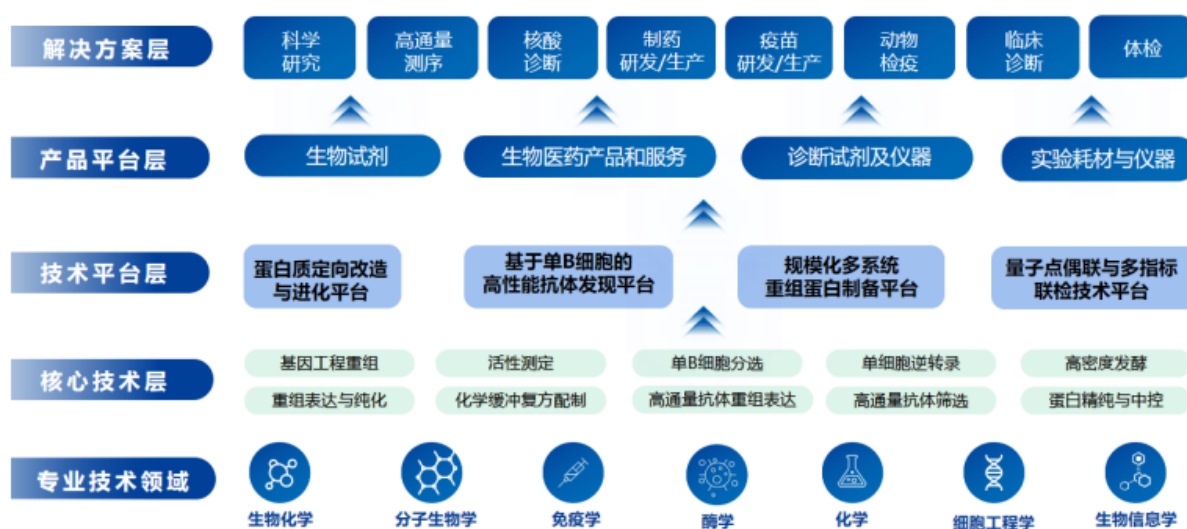 解决方案层
科学
研究
高通量
测序
核酸
诊断
制药
研发/生产
疫苗
研发/生产
动物
检疫
临床
诊断
体检
产品平台层
生物试剂
生物医药产品和服务
诊断试剂及仪器
实验耗材与仪器
技术平台层
蛋白质定向改造
与进化平台
基于单B细胞的
高性能抗体发现平台
规模化多系统
重组蛋白制备平台
量子点偶联与多指标
联检技术平台
核心技术层
基因工程重组
活性测定
单B细胞分选
单细胞逆转录
高密度发酵
重组表达与纯化
化学缓冲复方配制
高通量抗体重组表达
高通量抗体筛选
蛋白精纯与中控
专业技术领域
生物化学
分子生物学
免疫学
酶学
化学
细胞工程学
生物信息学